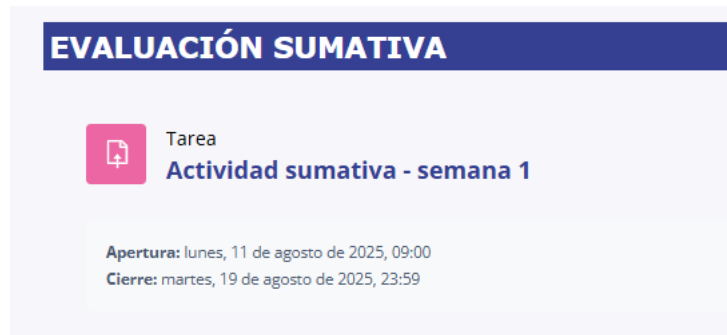 EVALUACIÓN SUMATIVA
Tarea
Actividad sumativa - semana 1
Apertura: lunes, 11 de agosto de 2025, 09:00
Cierre: martes, 19 de agosto de 2025, 23:59